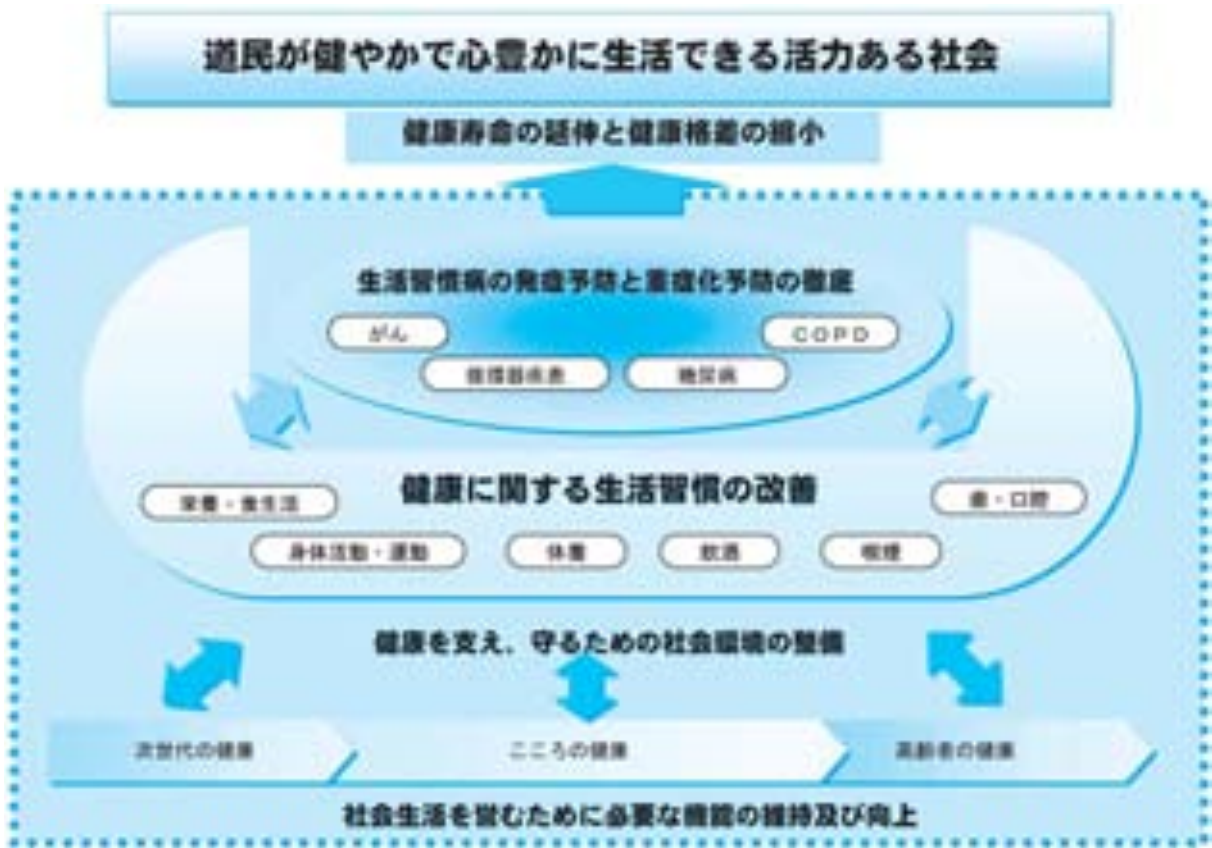 道民が健やかで心豊かに生活できる活力ある社会
健康寿命の延伸と健康格差の縮小
生活習慣病の発症予防と重症化予防の徹底
がん
COPD
循環器疾患
糖尿病
健康に関する生活習慣の改善
栄養・食生活
歯・口腔
身体活動・運動
休養
飲酒
喫煙
健康を支え、守るための社会環境の整備
次世代の健康
こころの健康
高齢者の健康
社会生活を営むために必要な機能の維持及び向上